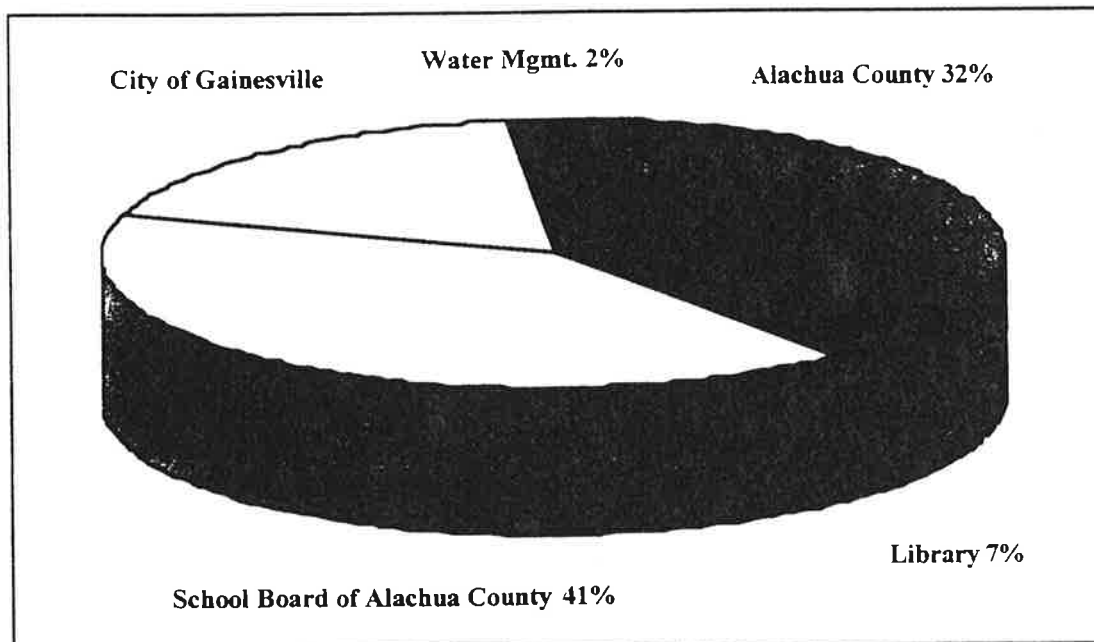 Water Mgmt. 2%
City of Gainesville
Alachua County 32%
Library 7%
School Board of Alachua County 41%